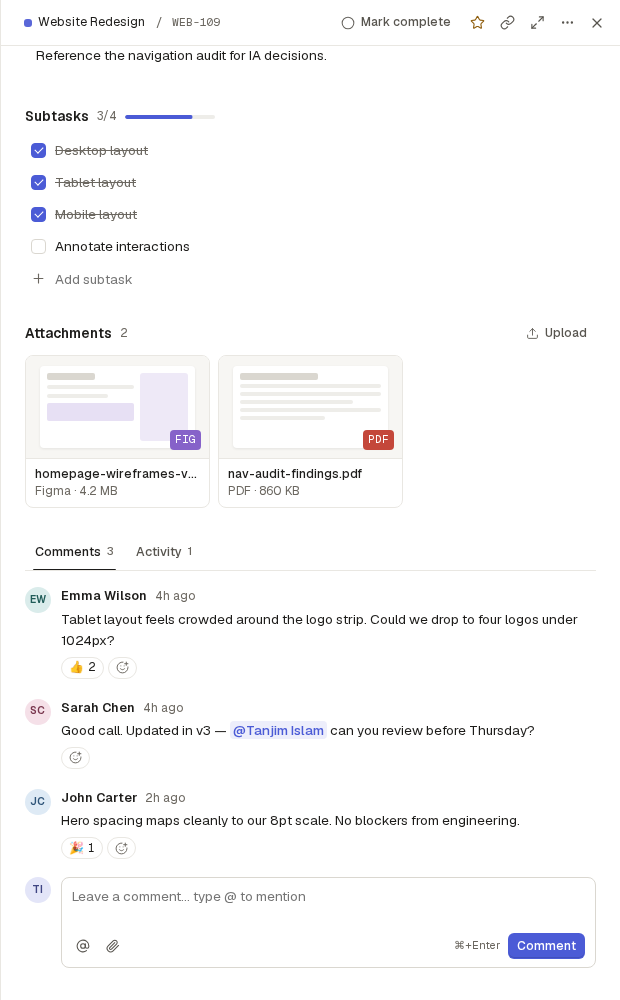 Website Redesign / WEB-109 Mark complete
Reference the navigation audit for IA decisions.
Subtasks 3/4
Desktop layout
Tablet layout
Mobile layout
Annotate interactions
Add subtask
Attachments 2 Upload
FIG
homepage-wireframes-v...
Figma · 4.2 MB
PDF
nav-audit-findings.pdf
PDF · 860 KB
Comments 3 Activity 1
EW Emma Wilson 4h ago
Tablet layout feels crowded around the logo strip. Could we drop to four logos under
1024px?
👍 2
SC Sarah Chen 4h ago
Good call. Updated in v3 — @Tanjim Islam can you review before Thursday?
JC John Carter 2h ago
Hero spacing maps cleanly to our 8pt scale. No blockers from engineering.
🎉 1
TI Leave a comment... type @ to mention
⌘+Enter Comment